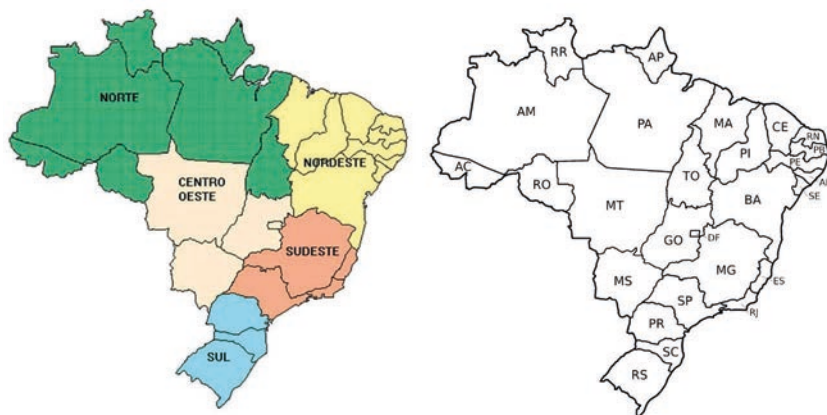 NORTE
NORDESTE
CENTRO
OESTE
SUDESTE
SUL
RR
AP
AM
PA
MA
CE
RN
PB
PI
PE
AC
TO
AL
RO
SE
BA
MT
GO
DF
MG
MS
ES
SP
RJ
PR
SC
RS